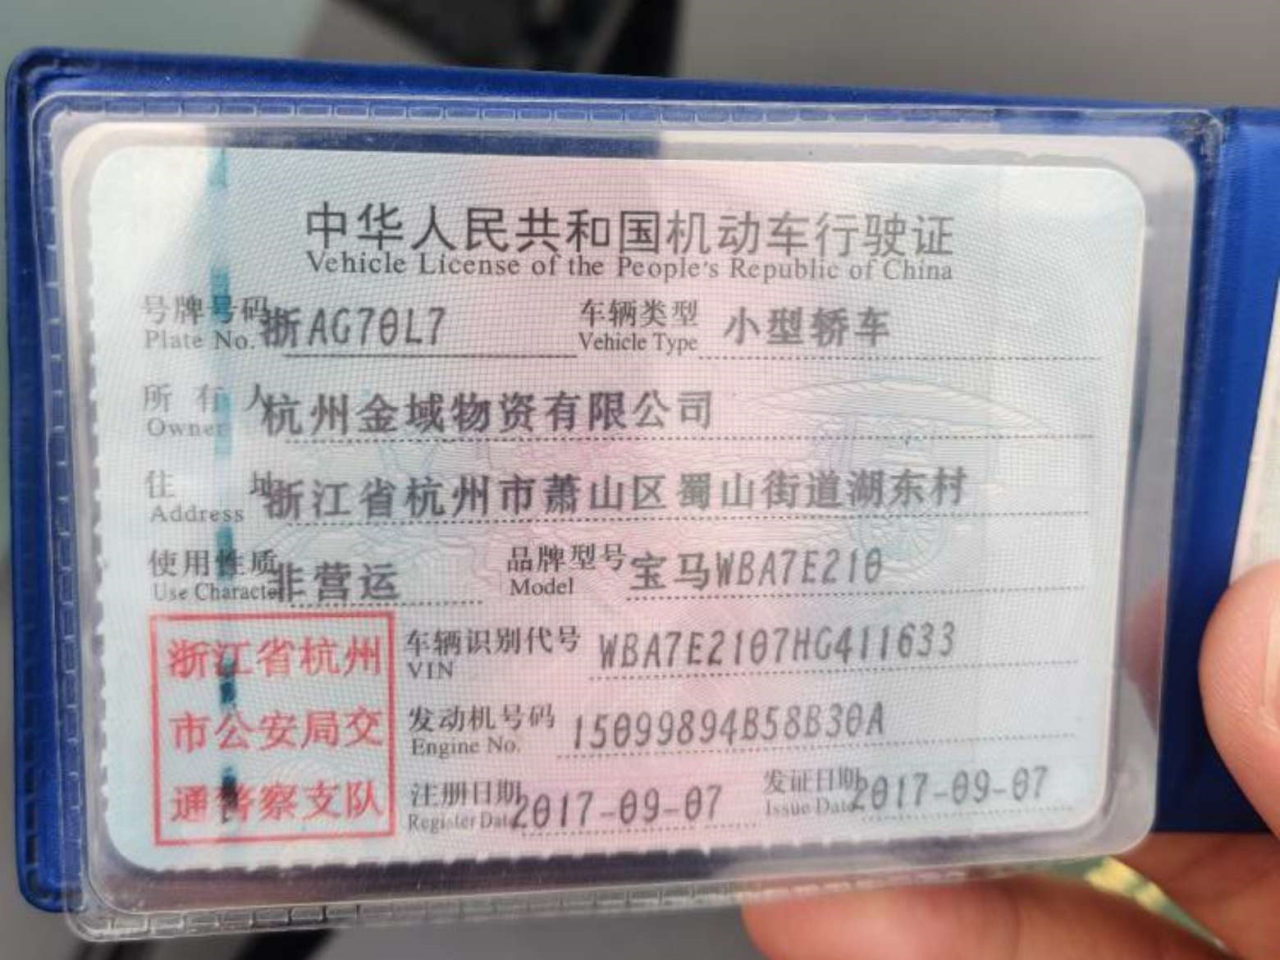 中华人民共和国机动车行驶证
Vehicle License of the People's Republic of China
号牌号码 浙AG70L7 车辆类型 小型轿车
Plate No. Vehicle Type
所有人 杭州金域物资有限公司
Owner
住址 浙江省杭州市萧山区蜀山街道湖东村
Address
使用性质 非营运 品牌型号 宝马WBA7E210
Use Character Model
浙江省杭州 车辆识别代号 WBA7E2107HG411633
VIN
市公安局交 发动机号码 15099894B58B30A
Engine No.
通警察支队 注册日期 2017-09-07 发证日期 2017-09-07
Register Date Issue Date